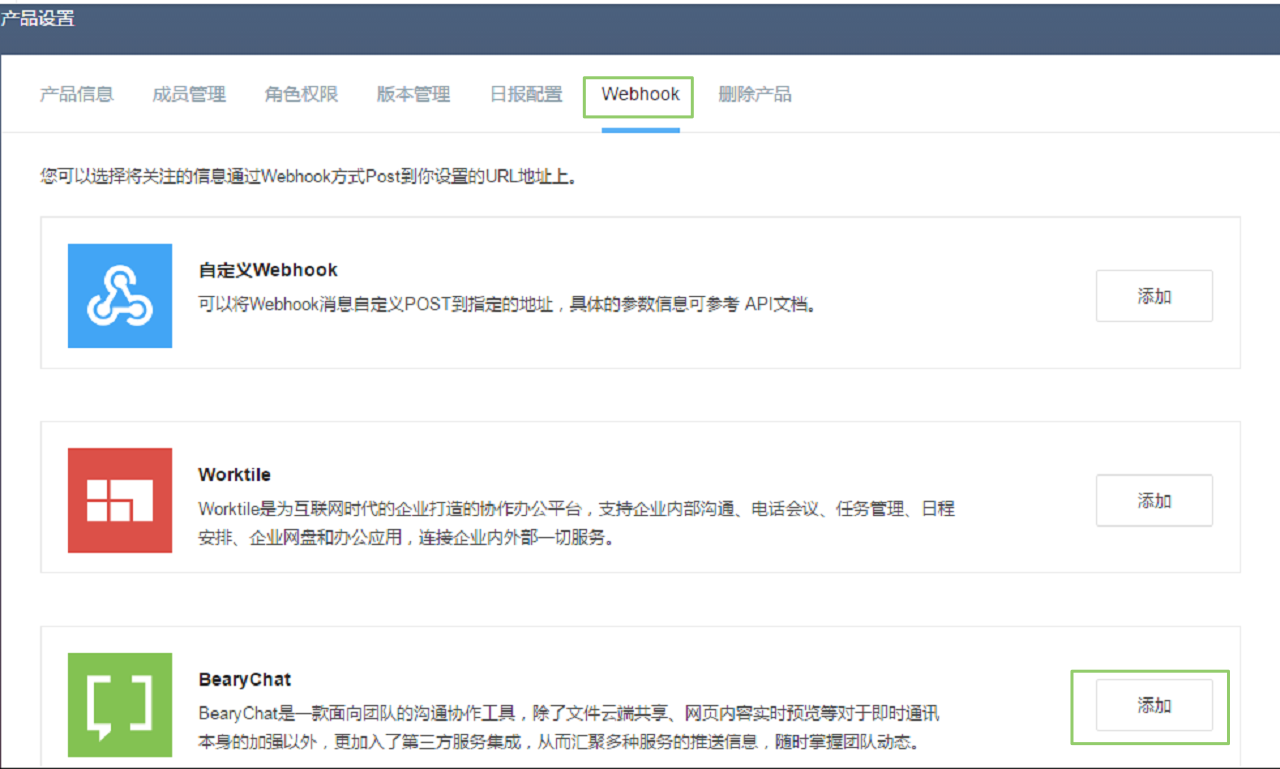 产品设置
产品信息 成员管理 角色权限 版本管理 日报配置 Webhook 删除产品
您可以选择将关注的信息通过Webhook方式Post到你设置的URL地址上。
自定义Webhook
可以将Webhook消息自定义POST到指定的地址，具体的参数信息可参考 API文档。
添加
Worktile
Worktile是为互联网时代的企业打造的协作办公平台，支持企业内部沟通、电话会议、任务管理、日程
安排、企业网盘和办公应用，连接企业内外部一切服务。
添加
BearyChat
BearyChat是一款面向团队的沟通协作工具，除了文件云端共享、网页内容实时预览等对于即时通讯
本身的加强以外，更加入了第三方服务集成，从而汇聚多种服务的推送信息，随时掌握团队动态。
添加